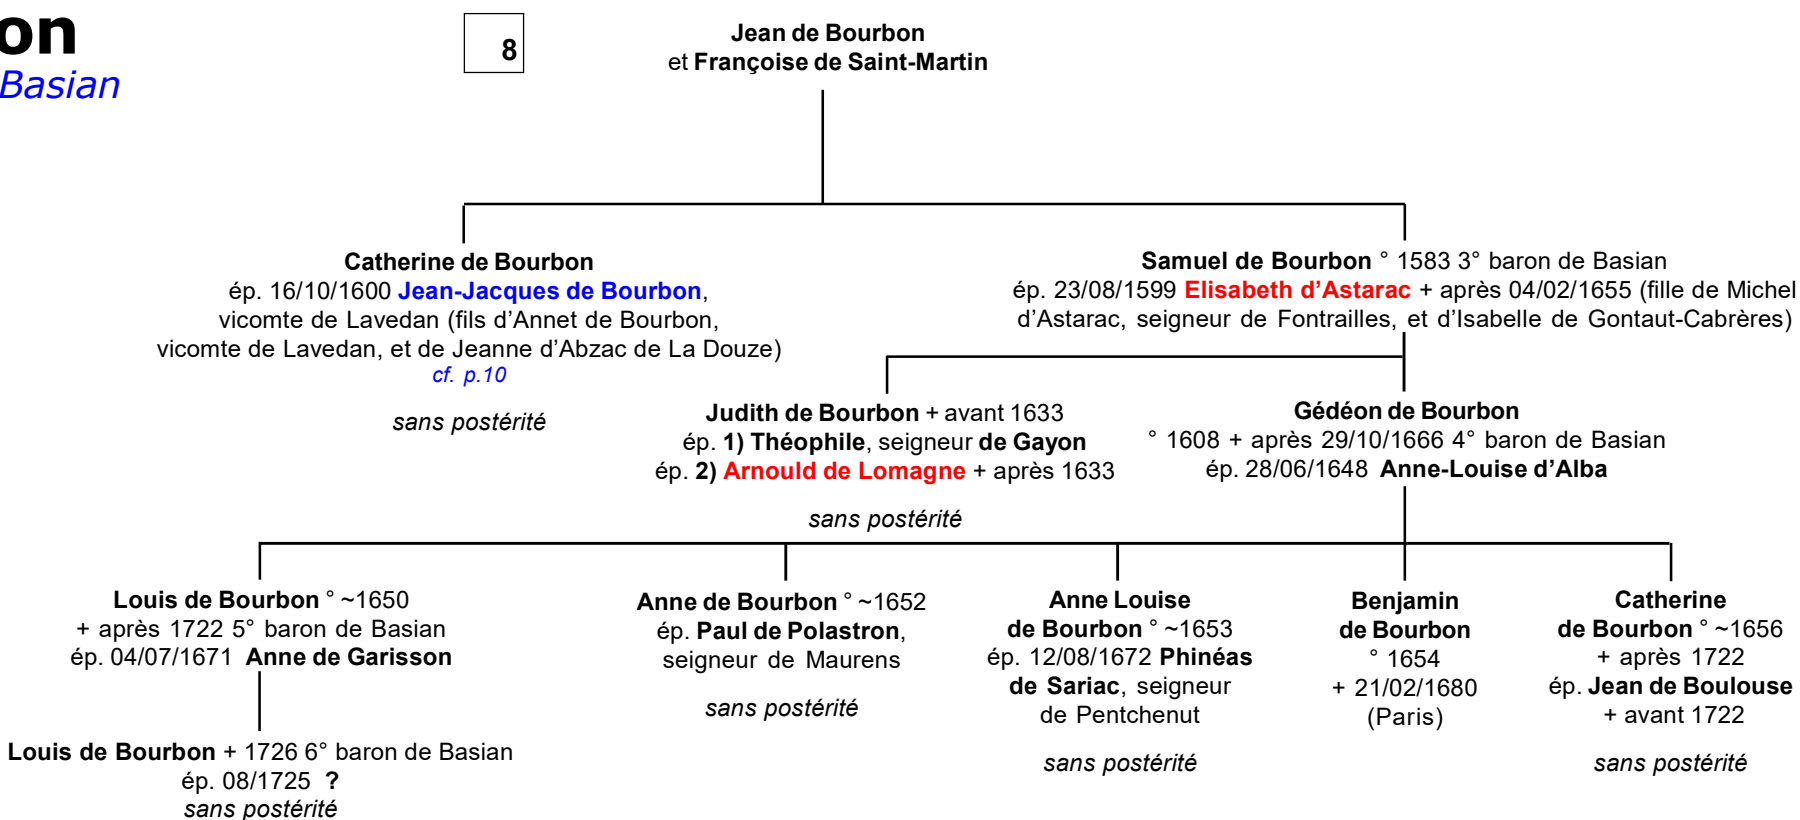 on
Basian
8
Jean de Bourbon
et Françoise de Saint-Martin
Catherine de Bourbon
ép. 16/10/1600 Jean-Jacques de Bourbon,
vicomte de Lavedan (fils d’Annet de Bourbon,
vicomte de Lavedan, et de Jeanne d’Abzac de La Douze)
cf. p.10
sans postérité
Samuel de Bourbon ° 1583 3° baron de Basian
ép. 23/08/1599 Elisabeth d’Astarac + après 04/02/1655 (fille de Michel
d’Astarac, seigneur de Fontrailles, et d’Isabelle de Gontaut-Cabrères)
Judith de Bourbon + avant 1633
ép. 1) Théophile, seigneur de Gayon
ép. 2) Arnould de Lomagne + après 1633
sans postérité
Gédéon de Bourbon
° 1608 + après 29/10/1666 4° baron de Basian
ép. 28/06/1648 Anne-Louise d’Alba
Louis de Bourbon ° ~1650
+ après 1722 5° baron de Basian
ép. 04/07/1671 Anne de Garisson
Louis de Bourbon + 1726 6° baron de Basian
ép. 08/1725 ?
sans postérité
Anne de Bourbon ° ~1652
ép. Paul de Polastron,
seigneur de Maurens
sans postérité
Anne Louise
de Bourbon ° ~1653
ép. 12/08/1672 Phinéas
de Sariac, seigneur
de Pentchenut
sans postérité
Benjamin
de Bourbon
° 1654
+ 21/02/1680
(Paris)
Catherine
de Bourbon ° ~1656
+ après 1722
ép. Jean de Boulouse
+ avant 1722
sans postérité